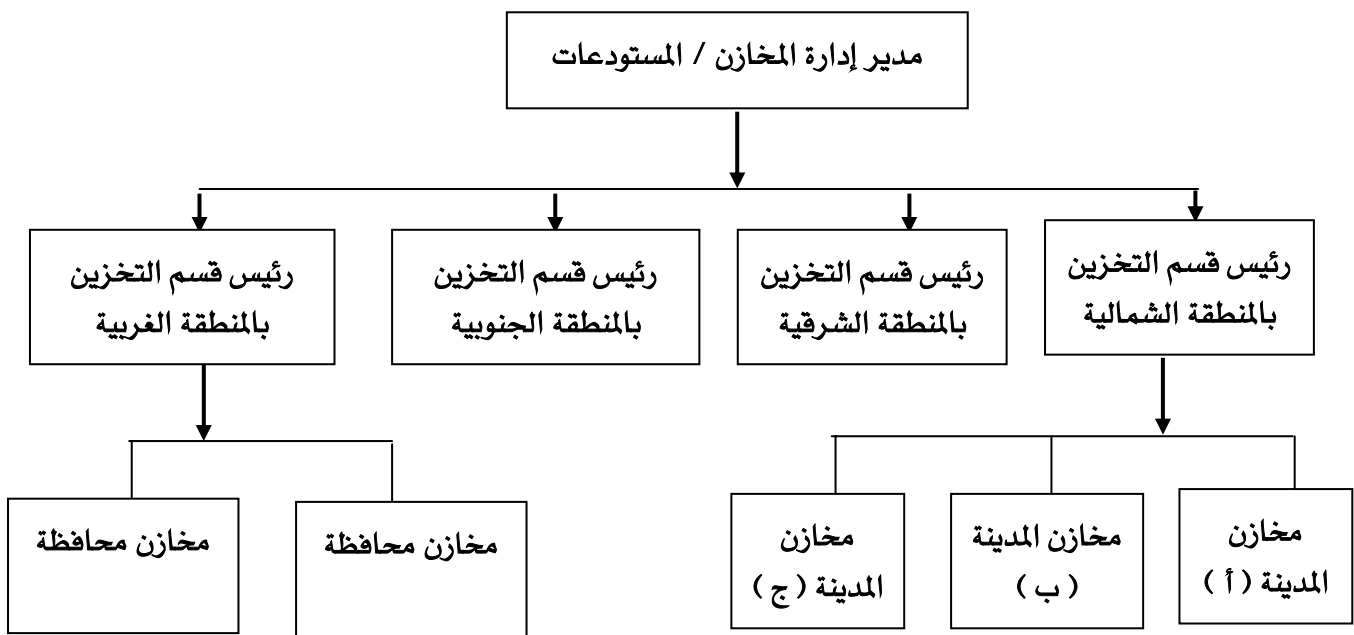 مدير إدارة المخازن / المستودعات
رئيس قسم التخزين
بالمنطقة الشمالية
رئيس قسم التخزين
بالمنطقة الشرقية
رئيس قسم التخزين
بالمنطقة الجنوبية
رئيس قسم التخزين
بالمنطقة الغربية
مخازن
المدينة ( أ )
مخازن المدينة
( ب )
مخازن
المدينة ( ج )
مخازن محافظة
مخازن محافظة